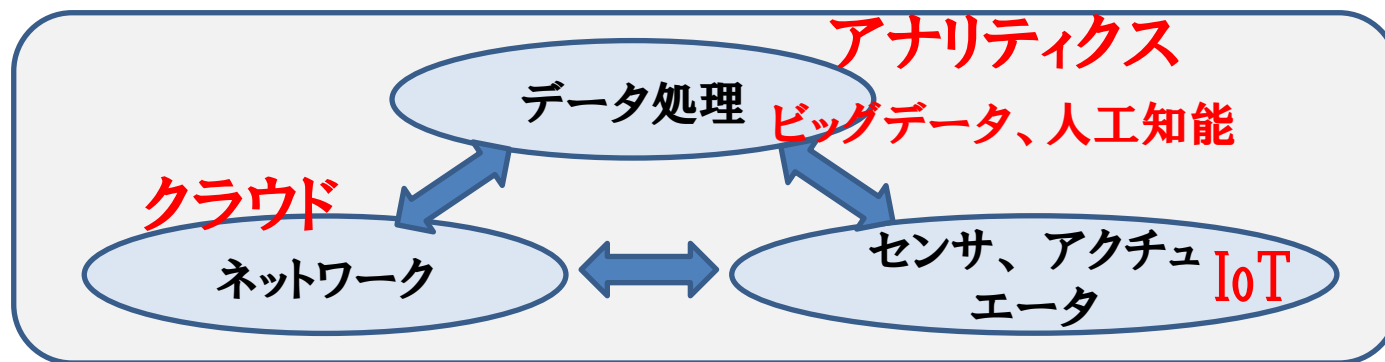 アナリティクス
データ処理
ビッグデータ、人工知能
クラウド
ネットワーク
センサ、アクチュ
エータ
IoT